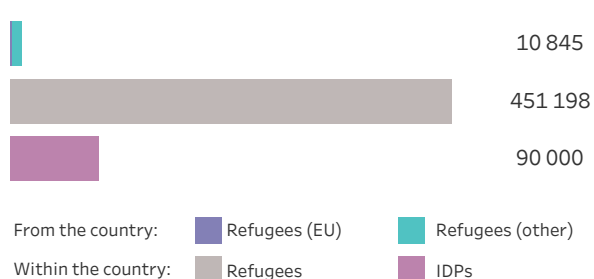 10 845
451 198
90 000
From the country: Refugees (EU) Refugees (other)
Within the country: Refugees IDPs